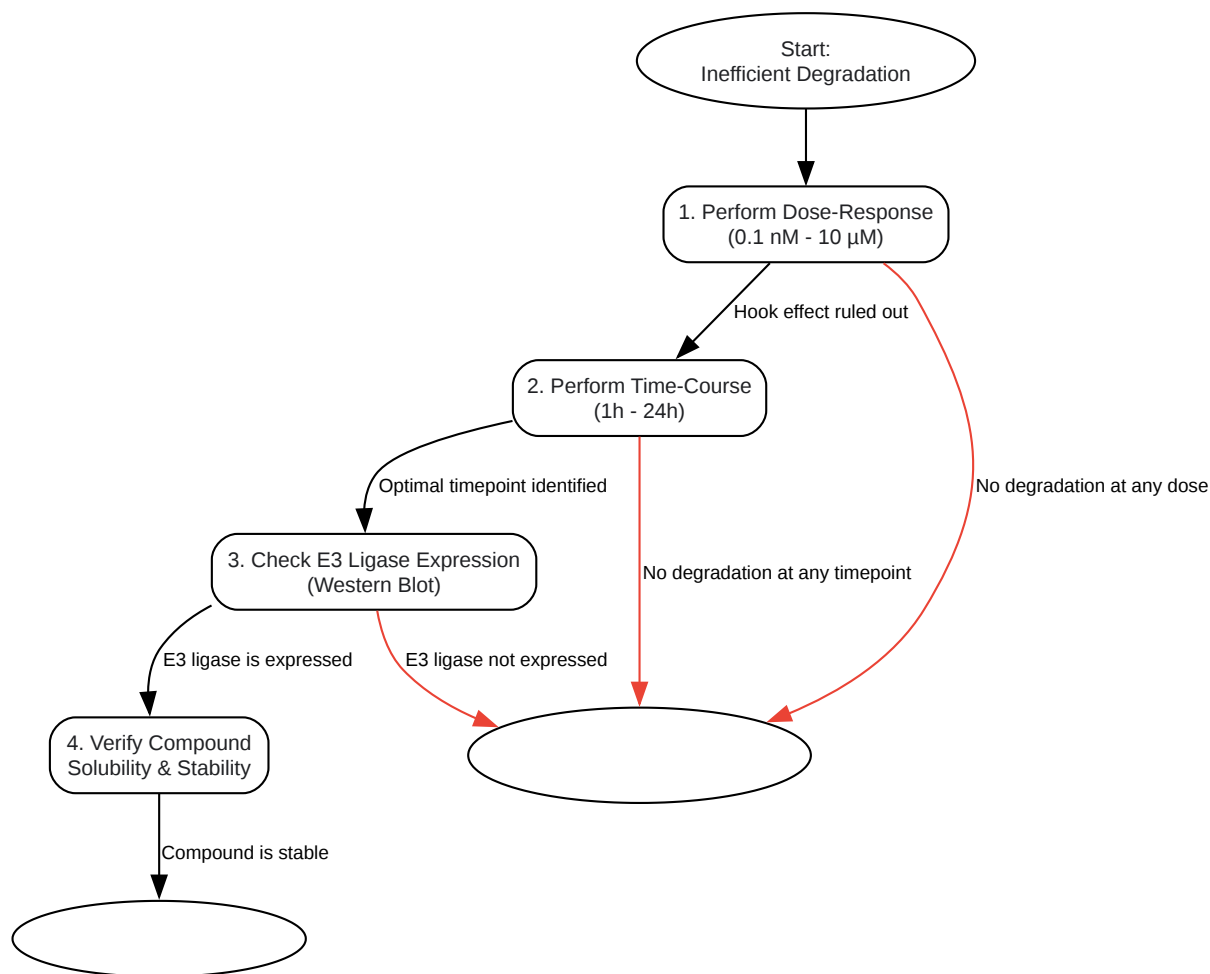 Start:
Inefficient Degradation
1. Perform Dose-Response
(0.1 nM - 10 µM)
Hook effect ruled out
2. Perform Time-Course
(1h - 24h)
Optimal timepoint identified
No degradation at any dose
3. Check E3 Ligase Expression
(Western Blot)
No degradation at any timepoint
E3 ligase is expressed
E3 ligase not expressed
4. Verify Compound
Solubility & Stability
Compound is stable